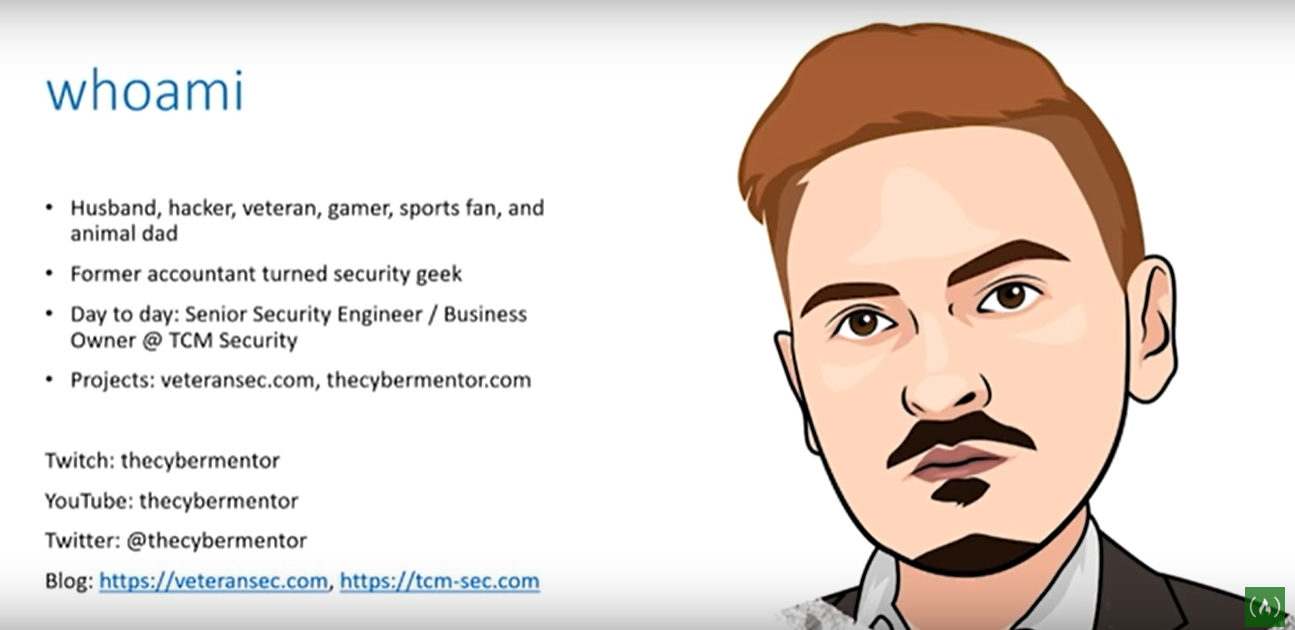 whoami
• Husband, hacker, veteran, gamer, sports fan, and
animal dad
• Former accountant turned security geek
• Day to day: Senior Security Engineer / Business
Owner @ TCM Security
• Projects: veteransec.com, thecybermentor.com
Twitch: thecybermentor
YouTube: thecybermentor
Twitter: @thecybermentor
Blog: https://veteransec.com, https://tcm-sec.com